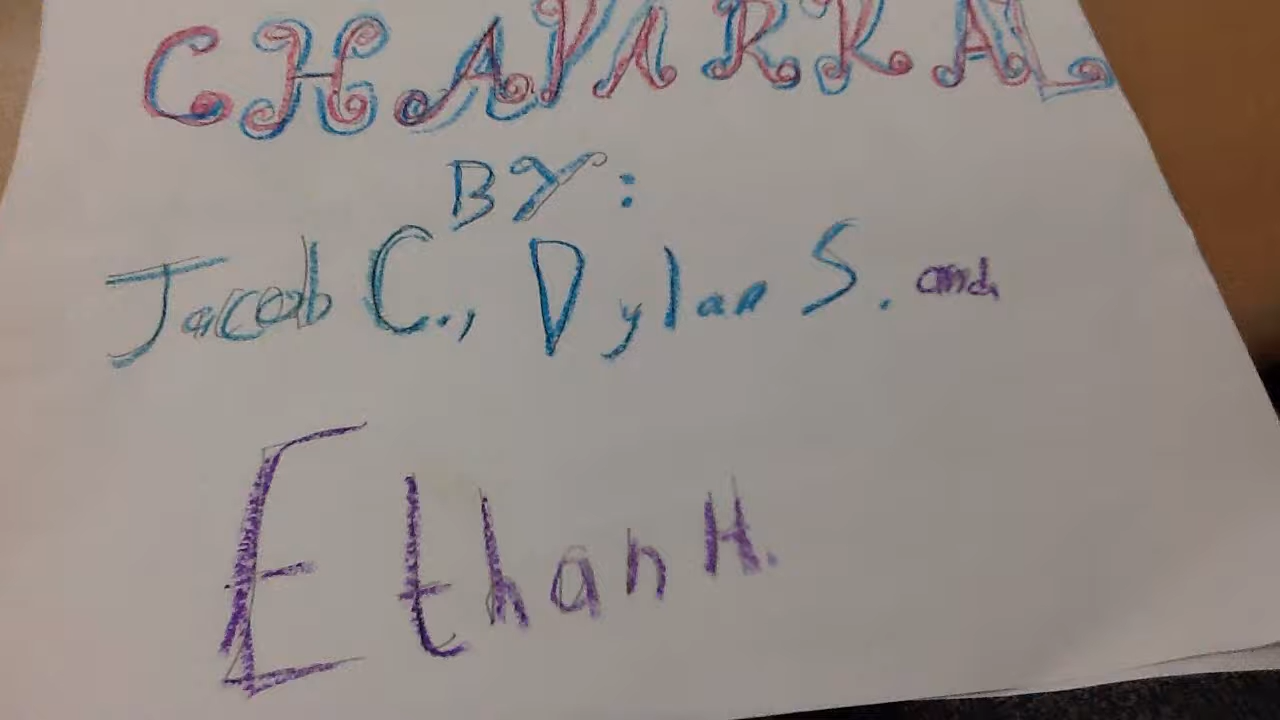 CHAPARRAL
BY:
Jacob C., Dylan S. and
Ethan H.